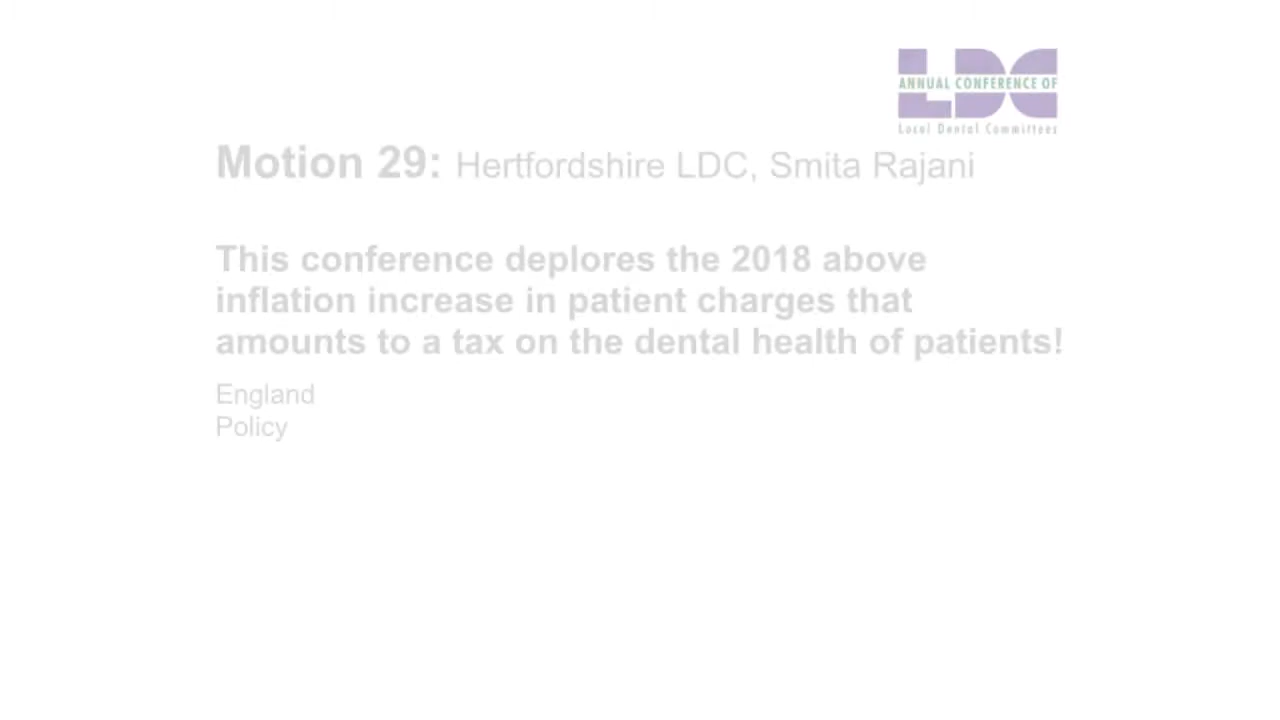 LDC
ANNUAL CONFERENCE OF
Local Dental Committees
Motion 29: Hertfordshire LDC, Smita Rajani
This conference deplores the 2018 above
inflation increase in patient charges that
amounts to a tax on the dental health of patients!
England
Policy